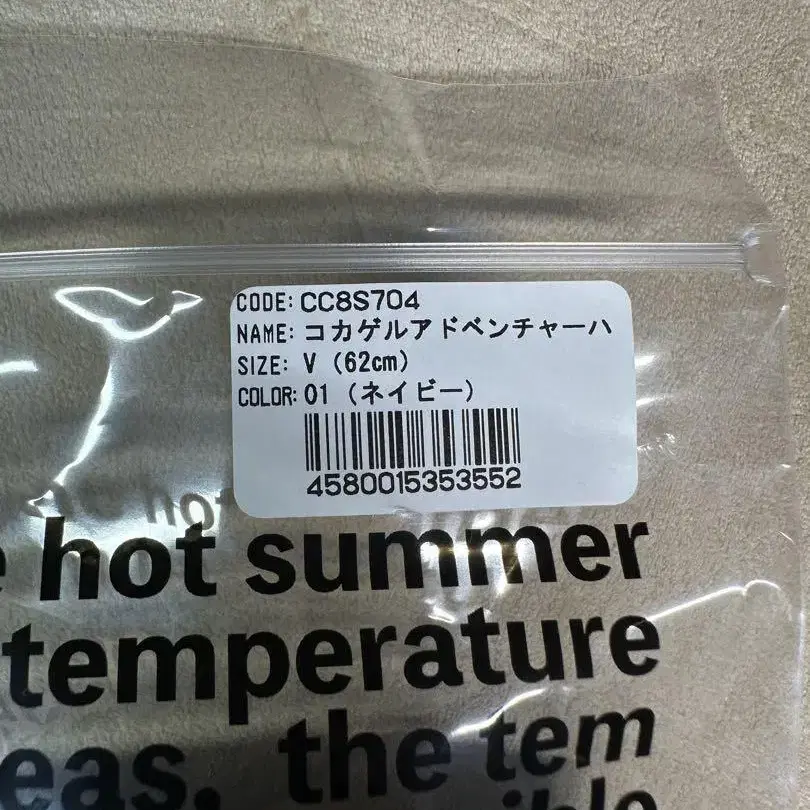 CODE: CC8S704
NAME: コカゲルアドベンチャーハ
SIZE: V (62cm)
COLOR: 01 (ネイビー)
4580015353552
hot summer
temperature
eas, the tem